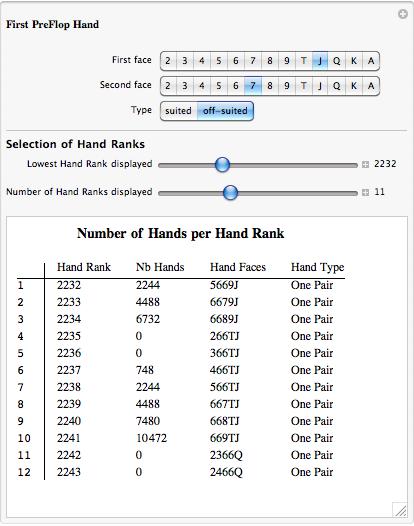 First PreFlop Hand
First face 2 3 4 5 6 7 8 9 T J Q K A
Second face 2 3 4 5 6 7 8 9 T J Q K A
Type suited off-suited
Selection of Hand Ranks
Lowest Hand Rank displayed 2232
Number of Hand Ranks displayed 11
Number of Hands per Hand Rank
Hand Rank Nb Hands Hand Faces Hand Type
1 2232 2244 5669J One Pair
2 2233 4488 6679J One Pair
3 2234 6732 6689J One Pair
4 2235 0 266TJ One Pair
5 2236 0 366TJ One Pair
6 2237 748 466TJ One Pair
7 2238 2244 566TJ One Pair
8 2239 4488 667TJ One Pair
9 2240 7480 668TJ One Pair
10 2241 10472 669TJ One Pair
11 2242 0 2366Q One Pair
12 2243 0 2466Q One Pair